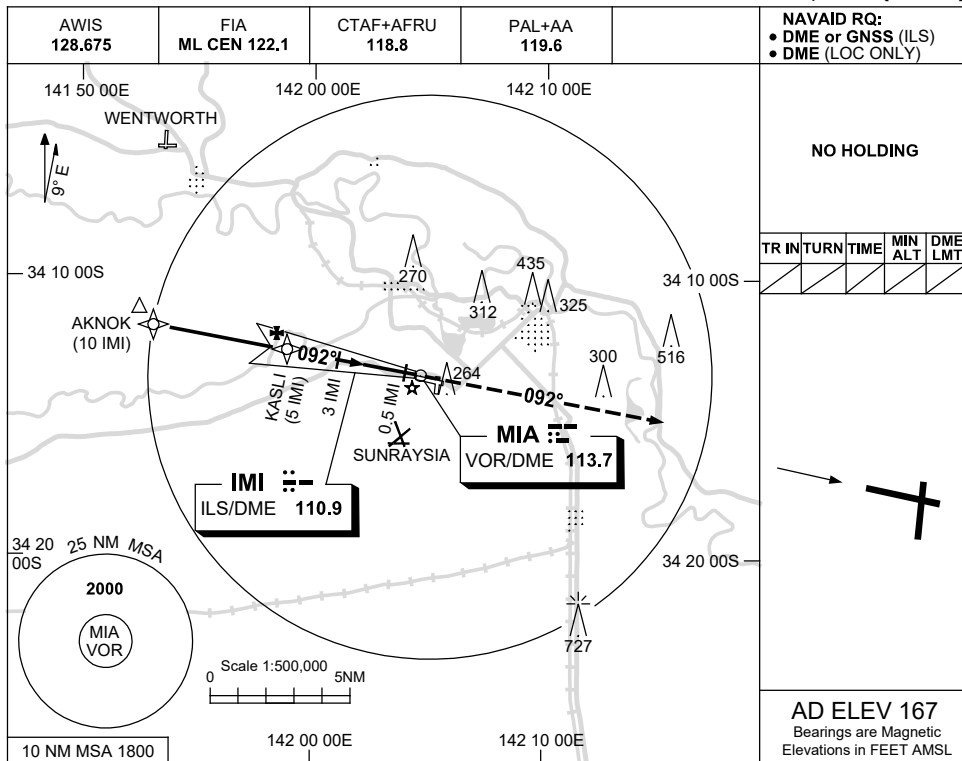 AWIS
128.675
FIA
ML CEN 122.1
CTAF+AFRU
118.8
PAL+AA
119.6
NAVAID RQ:
• DME or GNSS (ILS)
• DME (LOC ONLY)
141 50 00E
142 00 00E
142 10 00E
WENTWORTH
9° E
NO HOLDING
TR IN
TURN
TIME
MIN ALT
DME LMT
34 10 00S
34 10 00S
270
312
435
325
516
300
264
AKNOK
(10 IMI)
KASLI
(5 IMI)
092°
3 IMI
0.5 IMI
092°
SUNRAYSIA
MIA
VOR/DME 113.7
IMI
ILS/DME 110.9
34 20
00S
34 20 00S
25 NM MSA
2000
MIA
VOR
727
Scale 1:500,000
0
5NM
10 NM MSA 1800
142 00 00E
142 10 00E
AD ELEV 167
Bearings are Magnetic
Elevations in FEET AMSL